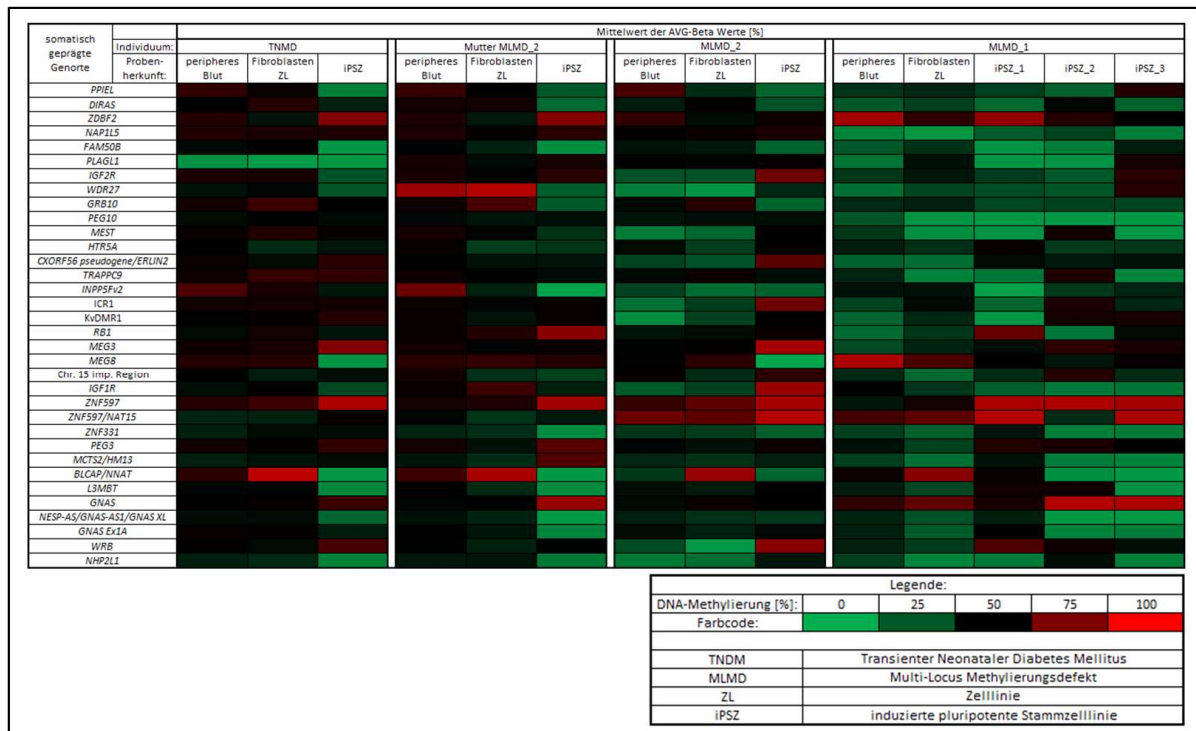 Mittelwert der AVG-Beta Werte [%]
somatisch geprägte Genorte
Individuum:
TNMD
Mutter MLMD_2
MLMD_2
MLMD_1
Proben-herkunft:
peripheres Blut
Fibroblasten ZL
iPSZ
peripheres Blut
Fibroblasten ZL
iPSZ
peripheres Blut
Fibroblasten ZL
iPSZ
peripheres Blut
Fibroblasten ZL
iPSZ_1
iPSZ_2
iPSZ_3
PPIEL
DIRAS
ZDBF2
NAP1L5
FAM50B
PLAGL1
IGF2R
WDR27
GRB10
PEG10
MEST
HTR5A
CXORF56 pseudogene/ERLIN2
TRAPPC9
INPP5Fv2
ICR1
KvDMR1
RB1
MEG3
MEG8
Chr. 15 imp. Region
IGF1R
ZNF597
ZNF597/NAT15
ZNF331
PEG3
MCTS2/HM13
BLCAP/NNAT
L3MBT
GNAS
NESP-AS/GNAS-AS1/GNAS XL
GNAS Ex1A
WRB
NHP2L1
Legende:
DNA-Methylierung [%]: 0 25 50 75 100
Farbcode:
TNDM Transienter Neonataler Diabetes Mellitus
MLMD Multi-Locus Methylierungsdefekt
ZL Zelllinie
iPSZ induzierte pluripotente Stammzelllinie